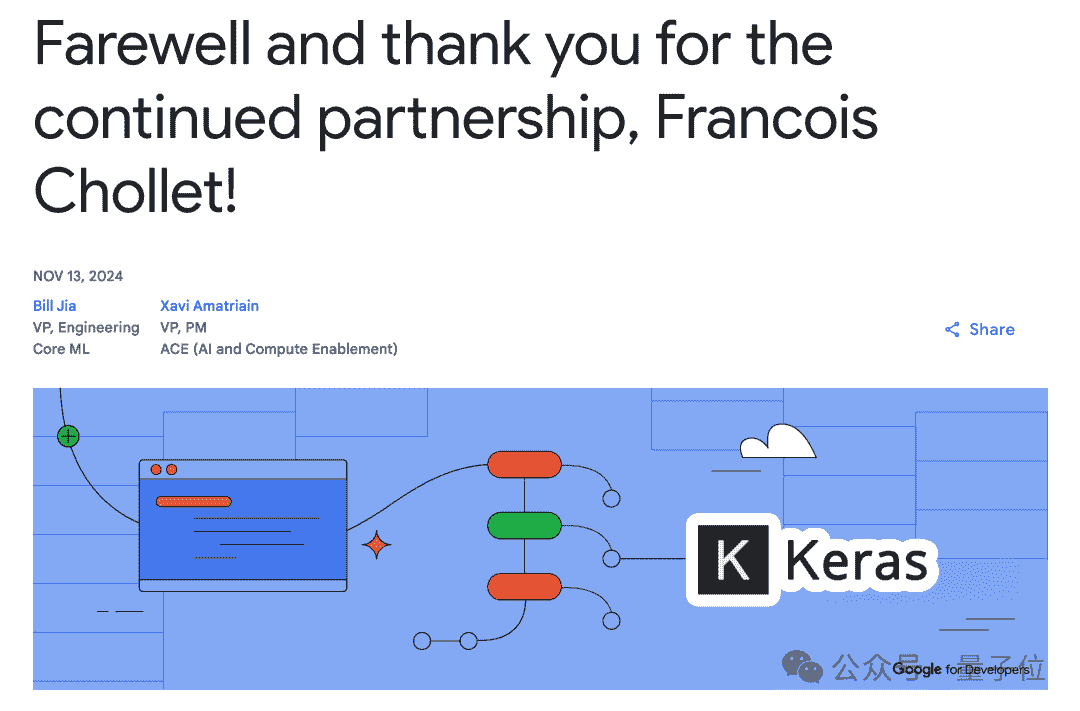 Farewell and thank you for the
continued partnership, Francois
Chollet!
NOV 13, 2024
Bill Jia
VP, Engineering
Core ML
Xavi Amatriain
VP, PM
ACE (AI and Compute Enablement)
Share
K Keras
Google for Developers
公众号 · 量子位